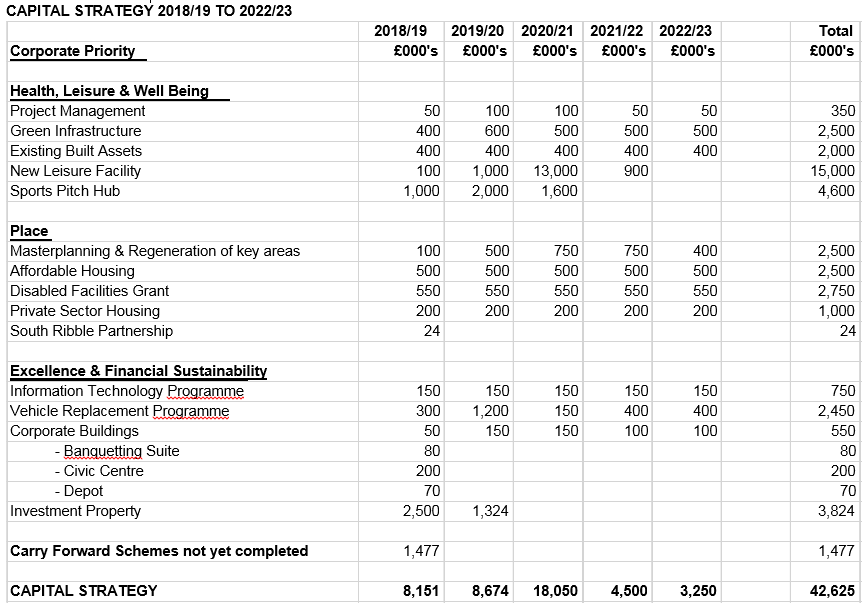 CAPITAL STRATEGY 2018/19 TO 2022/23
2018/19 2019/20 2020/21 2021/22 2022/23 Total
Corporate Priority £000's £000's £000's £000's £000's £000's
Health, Leisure & Well Being
Project Management 50 100 100 50 50 350
Green Infrastructure 400 600 500 500 500 2,500
Existing Built Assets 400 400 400 400 400 2,000
New Leisure Facility 100 1,000 13,000 900 15,000
Sports Pitch Hub 1,000 2,000 1,600 4,600
Place
Masterplanning & Regeneration of key areas 100 500 750 750 400 2,500
Affordable Housing 500 500 500 500 500 2,500
Disabled Facilities Grant 550 550 550 550 550 2,750
Private Sector Housing 200 200 200 200 200 1,000
South Ribble Partnership 24 24
Excellence & Financial Sustainability
Information Technology Programme 150 150 150 150 150 750
Vehicle Replacement Programme 300 1,200 150 400 400 2,450
Corporate Buildings 50 150 150 100 100 550
- Banquetting Suite 80 80
- Civic Centre 200 200
- Depot 70 70
Investment Property 2,500 1,324 3,824
Carry Forward Schemes not yet completed 1,477 1,477
CAPITAL STRATEGY 8,151 8,674 18,050 4,500 3,250 42,625